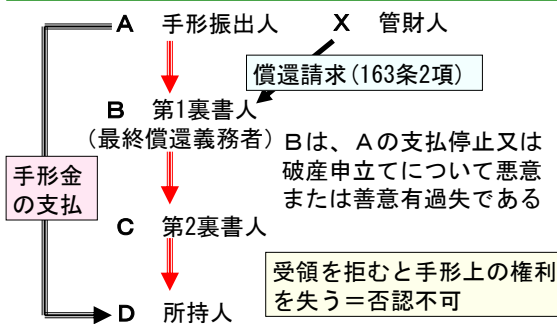 A 手形振出人
X 管財人
償還請求(163条2項)
B 第1裏書人
(最終償還義務者)
Bは、Aの支払停止又は
破産申立てについて悪意
または善意有過失である
手形金
の支払
C 第2裏書人
受領を拒むと手形上の権利
を失う=否認不可
D 所持人